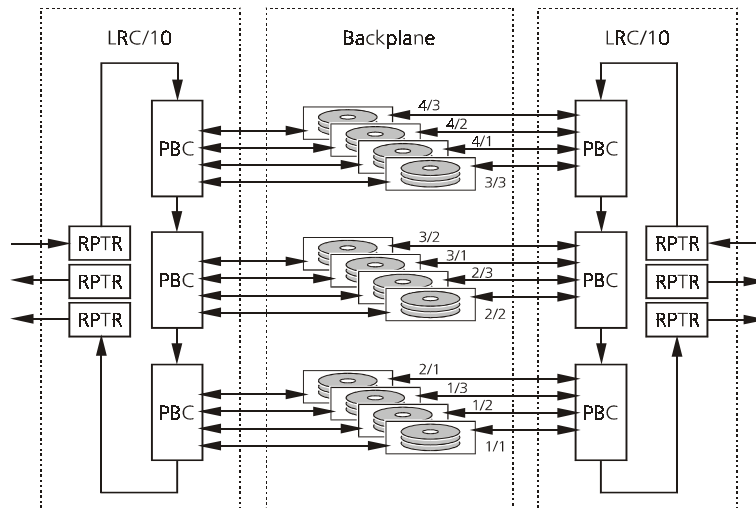 LRC/10 Backplane LRC/10
4/3
4/2
PBC 4/1 PBC
3/3
RPTR 3/2 RPTR
3/1
RPTR PBC 2/3 PBC RPTR
RPTR 2/2 RPTR
2/1
1/3
PBC 1/2 PBC
1/1